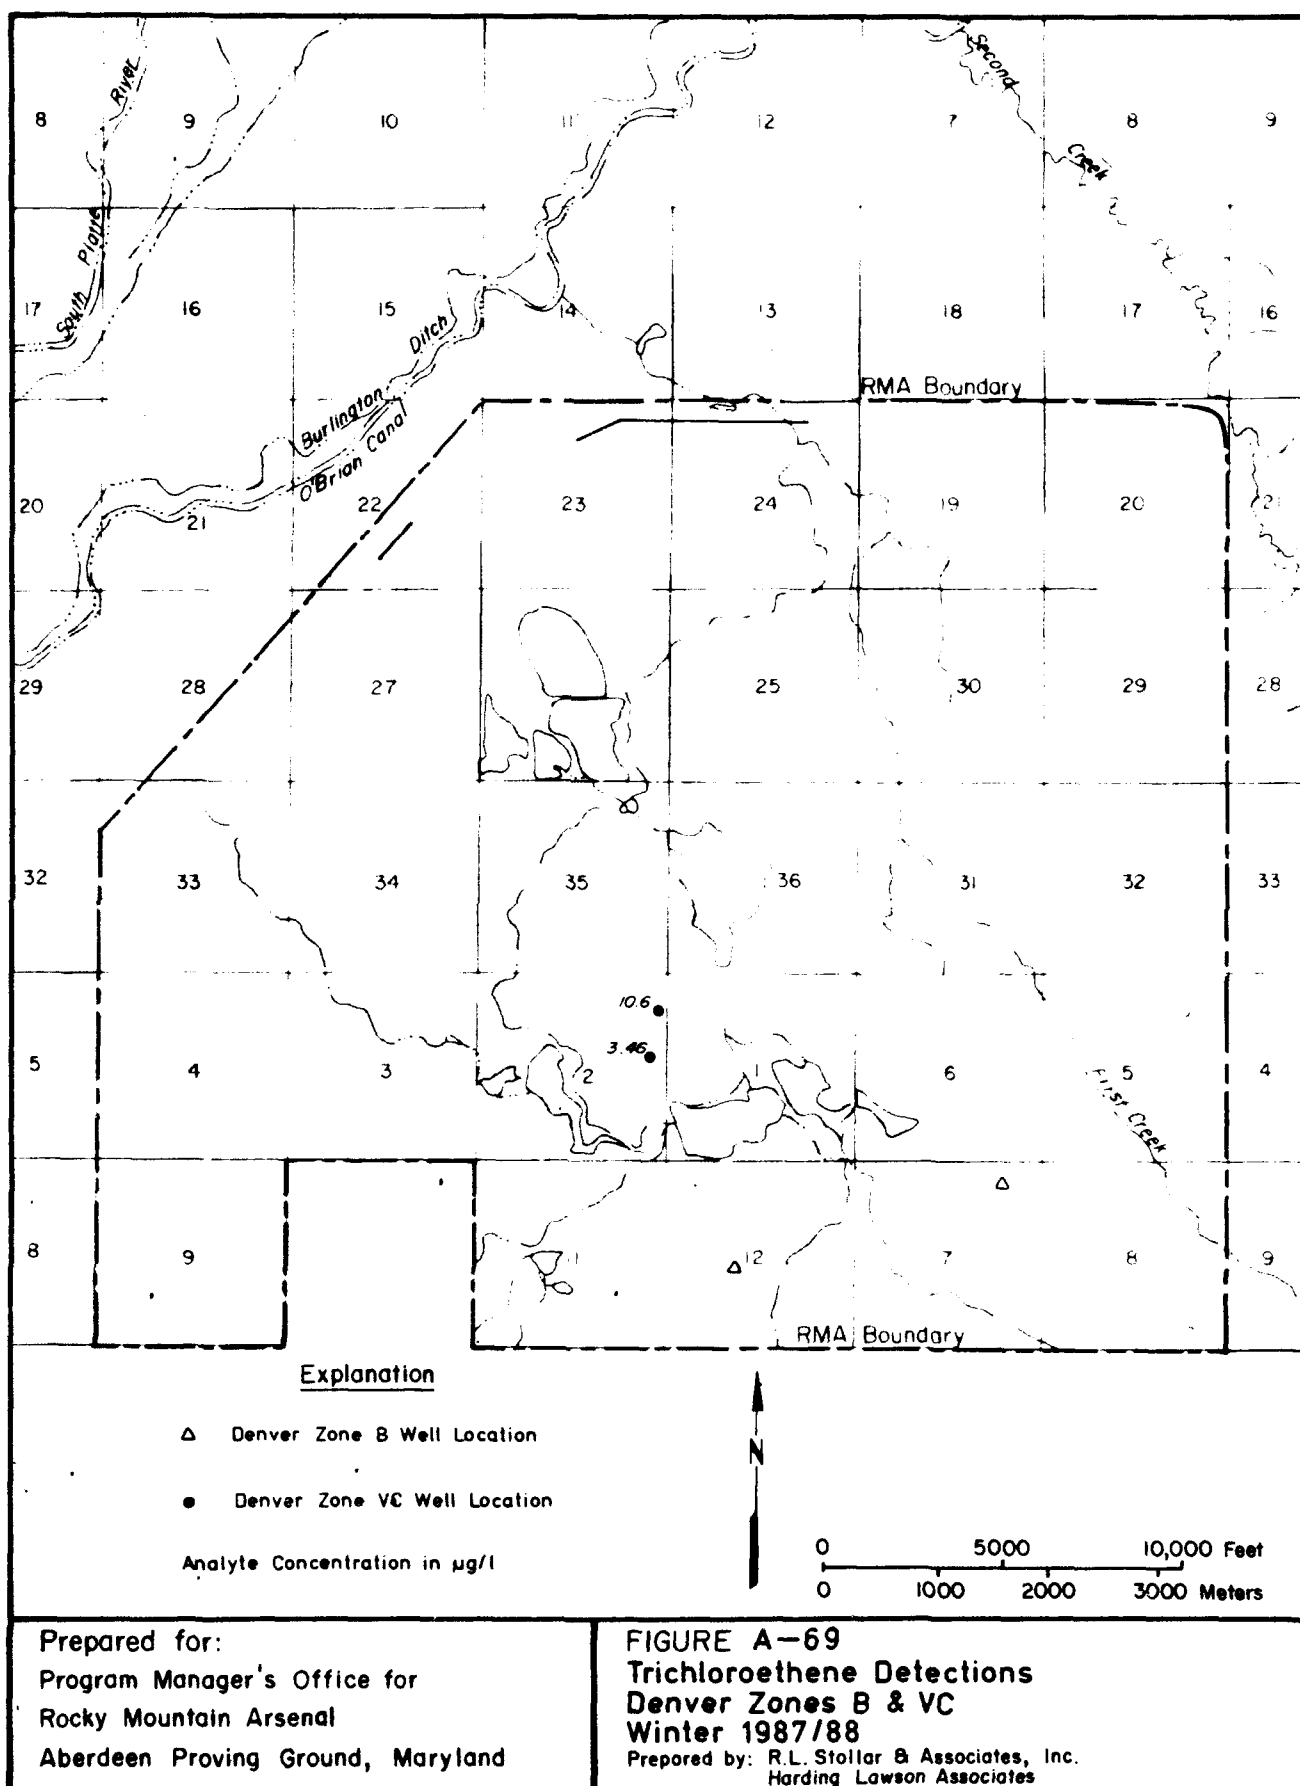 Second
River
8 9 10 11 12 7 8 9
Creek
South Platte
17 16 15 14 13 18 17 16
Burlington Ditch
O'Brian Canal
RMA Boundary
20 21 22 23 24 19 20 21
29 28 27 25 30 29 28
32 33 34 35 36 31 32 33
10.6
3.46
5 4 3 2 1 6 5 4
First Creek
8 9 11 12 7 8 9
RMA Boundary
Explanation
Denver Zone B Well Location
Denver Zone VC Well Location
Analyte Concentration in µg/l
N
0 5000 10,000 Feet
0 1000 2000 3000 Meters
Prepared for:
Program Manager's Office for
Rocky Mountain Arsenal
Aberdeen Proving Ground, Maryland
FIGURE A-69
Trichloroethene Detections
Denver Zones B & VC
Winter 1987/88
Prepared by: R.L. Stollar & Associates, Inc.
Harding Lawson Associates